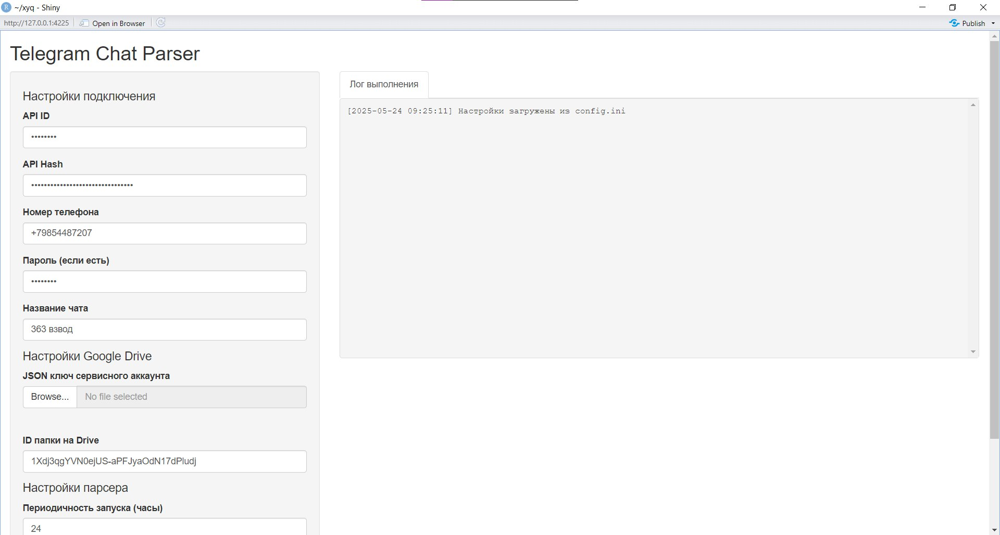 R ~/xyq - Shiny
http://127.0.0.1:4225 Open in Browser Publish
Telegram Chat Parser
Настройки подключения
API ID
••••••••
API Hash
••••••••••••••••••••••••••••••••
Номер телефона
+79854487207
Пароль (если есть)
••••••••
Название чата
363 взвод
Настройки Google Drive
JSON ключ сервисного аккаунта
Browse... No file selected
ID папки на Drive
1Xdj3qgYVN0ejUS-aPFJyaOdN17dPludj
Настройки парсера
Периодичность запуска (часы)
24
Лог выполнения
[2025-05-24 09:25:11] Настройки загружены из config.ini